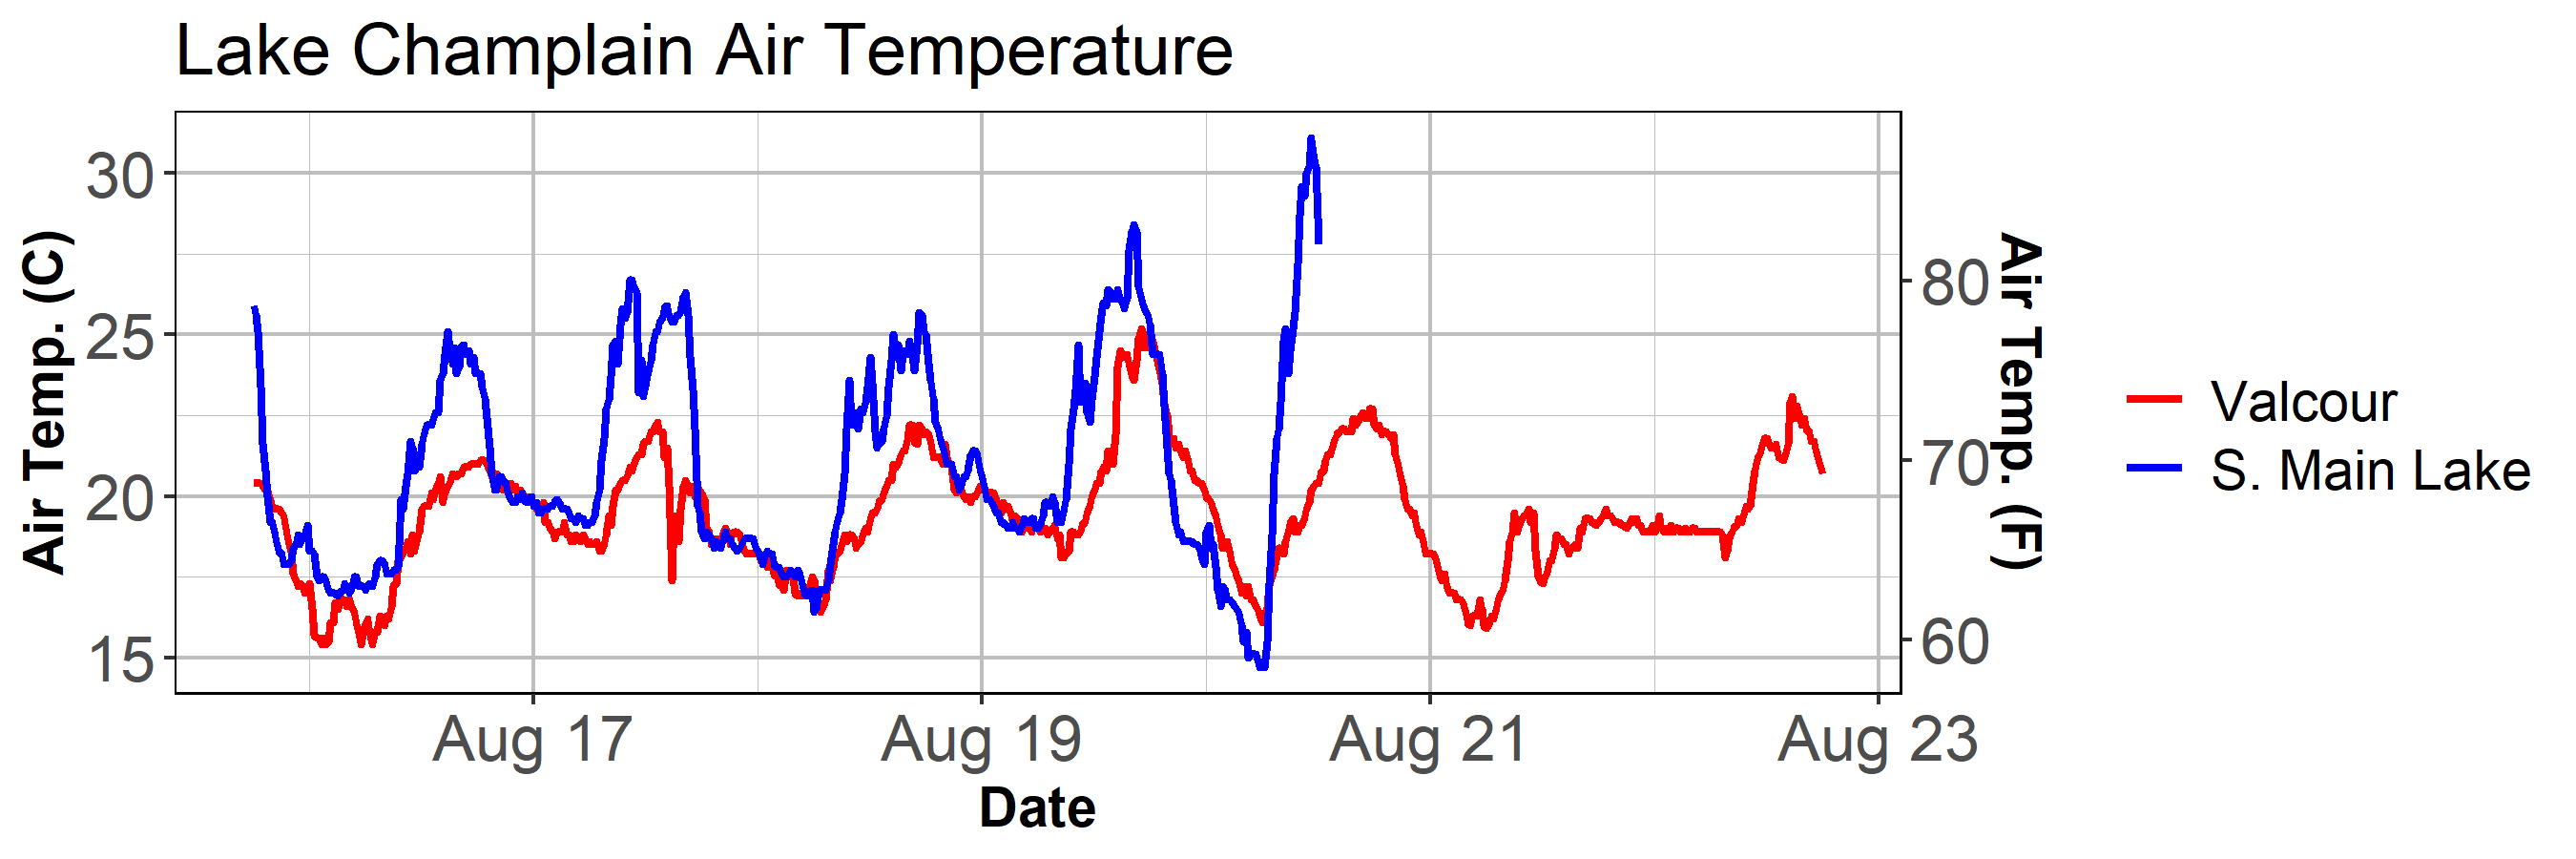 Lake Champlain Air Temperature
Air Temp. (C)
30
25
20
15
80
70
60
Air Temp. (F)
Valcour
S. Main Lake
Aug 17
Aug 19
Aug 21
Aug 23
Date